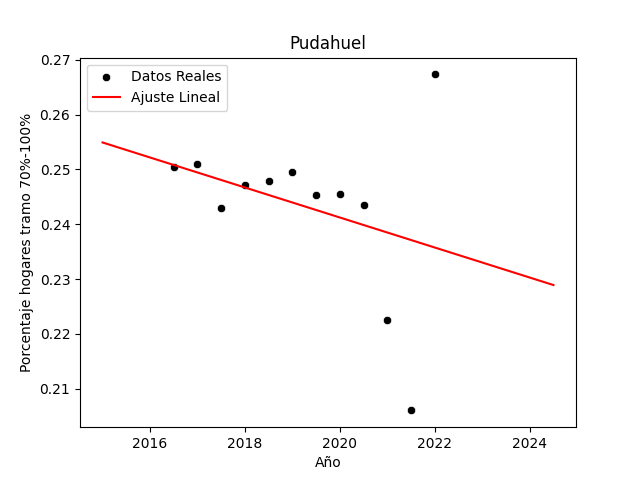 Pudahuel
Datos Reales
Ajuste Lineal
Porcentaje hogares tramo 70%-100%
0.27
0.26
0.25
0.24
0.23
0.22
0.21
2016 2018 2020 2022 2024
Año